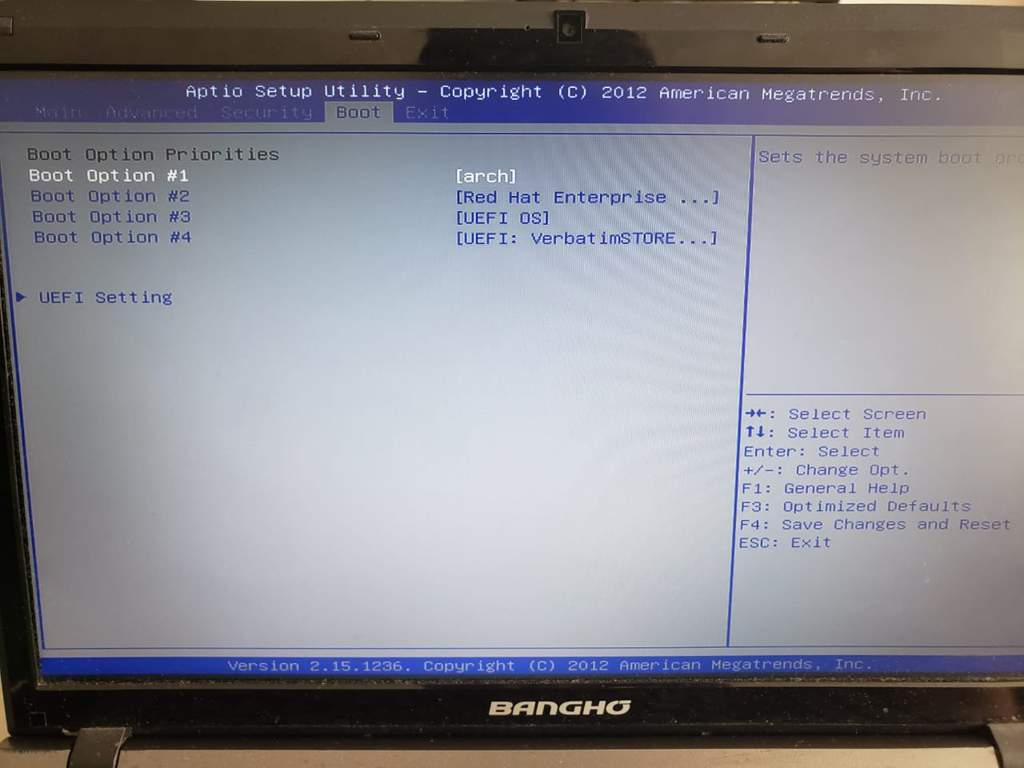 Aptio Setup Utility - Copyright (C) 2012 American Megatrends, Inc.
Main Advanced Security Boot Exit
Boot Option Priorities
Boot Option #1 [arch]
Boot Option #2 [Red Hat Enterprise ...]
Boot Option #3 [UEFI OS]
Boot Option #4 [UEFI: VerbatimSTORE...]
► UEFI Setting
Sets the system boot
→←: Select Screen
↑↓: Select Item
Enter: Select
+/-: Change Opt.
F1: General Help
F3: Optimized Defaults
F4: Save Changes and Reset
ESC: Exit
Version 2.15.1236. Copyright (C) 2012 American Megatrends, Inc.
BANGHO